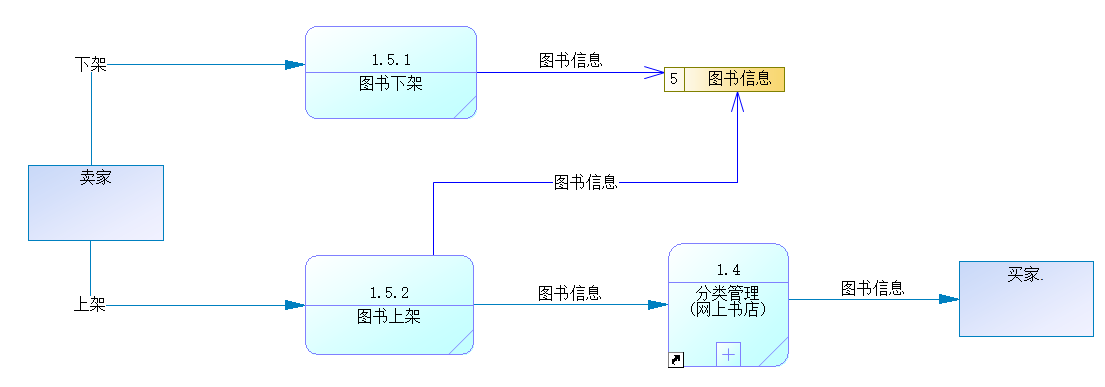 下架
1.5.1
图书下架
图书信息
5
图书信息
卖家
图书信息
上架
1.5.2
图书上架
图书信息
1.4
分类管理
(网上书店)
图书信息
买家.